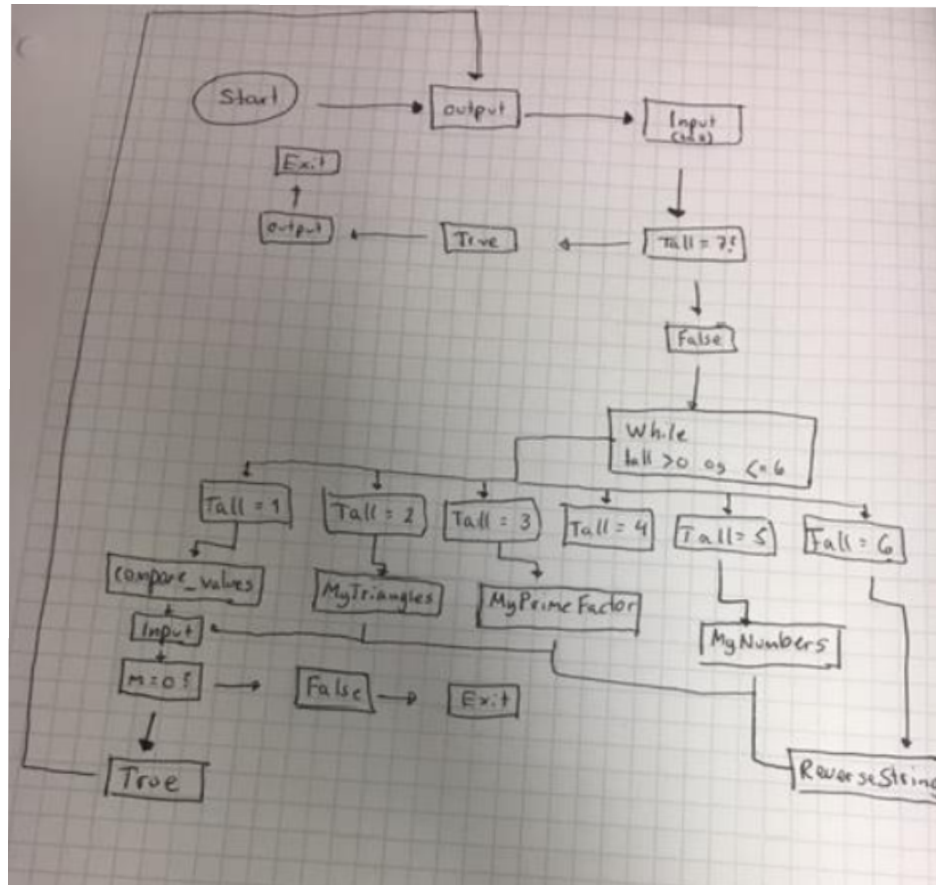 Start
output
Input
Exit
output
True
Tall = 7?
False
While
tall >0 og <=6
Tall = 1
Tall = 2
Tall = 3
Tall = 4
Tall = 5
Tall = 6
compare_values
MyTriangles
MyPrimeFactor
MyNumbers
Input
m=0?
False
Exit
True
ReverseString